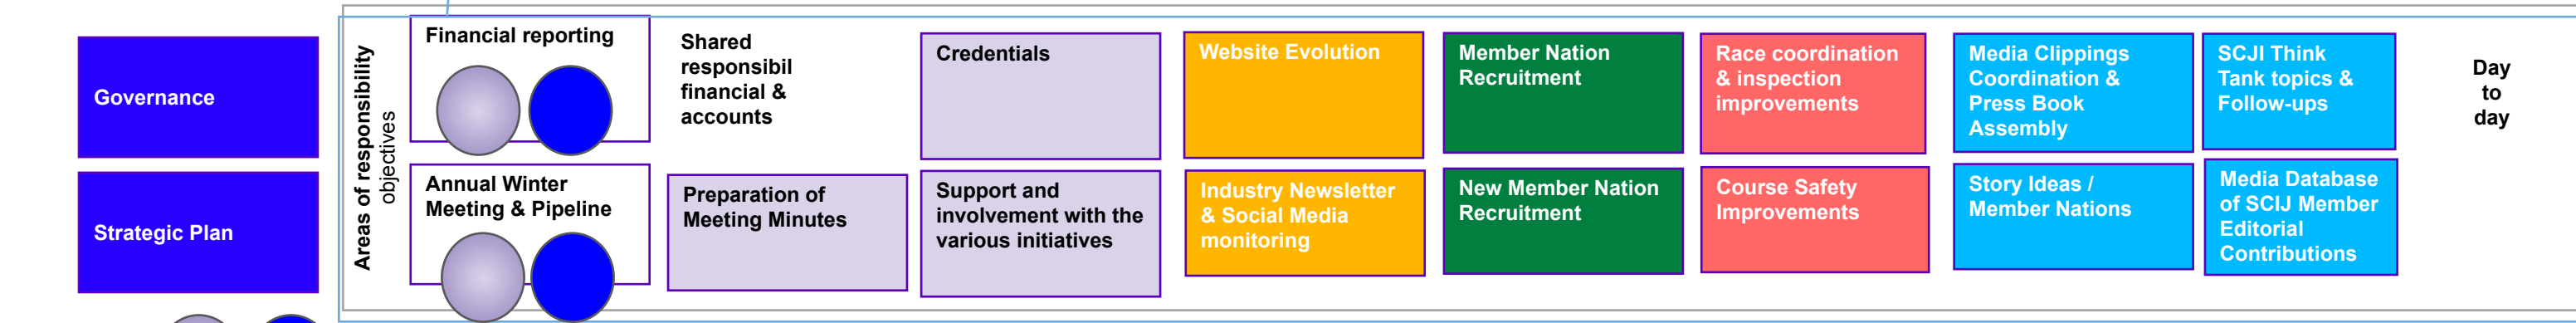 Governance
Strategic Plan
Areas of responsibility
objectives
Financial reporting
Annual Winter
Meeting & Pipeline
Shared
responsibil
financial &
accounts
Preparation of
Meeting Minutes
Credentials
Support and
involvement with the
various initiatives
Website Evolution
Industry Newsletter
& Social Media
monitoring
Member Nation
Recruitment
New Member Nation
Recruitment
Race coordination
& inspection
improvements
Course Safety
Improvements
Media Clippings
Coordination &
Press Book
Assembly
Story Ideas /
Member Nations
SCJI Think
Tank topics &
Follow-ups
Media Database
of SCIJ Member
Editorial
Contributions
Day
to
day